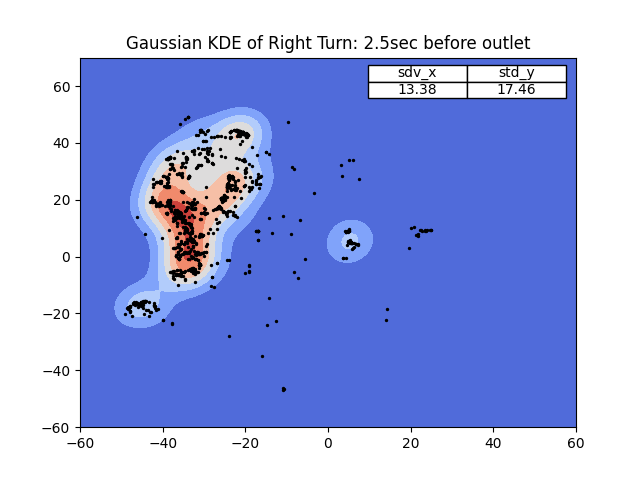 Gaussian KDE of Right Turn: 2.5sec before outlet
sdv_x std_y
13.38 17.46
60
40
20
0
−20
−40
−60
−60 −40 −20 0 20 40 60